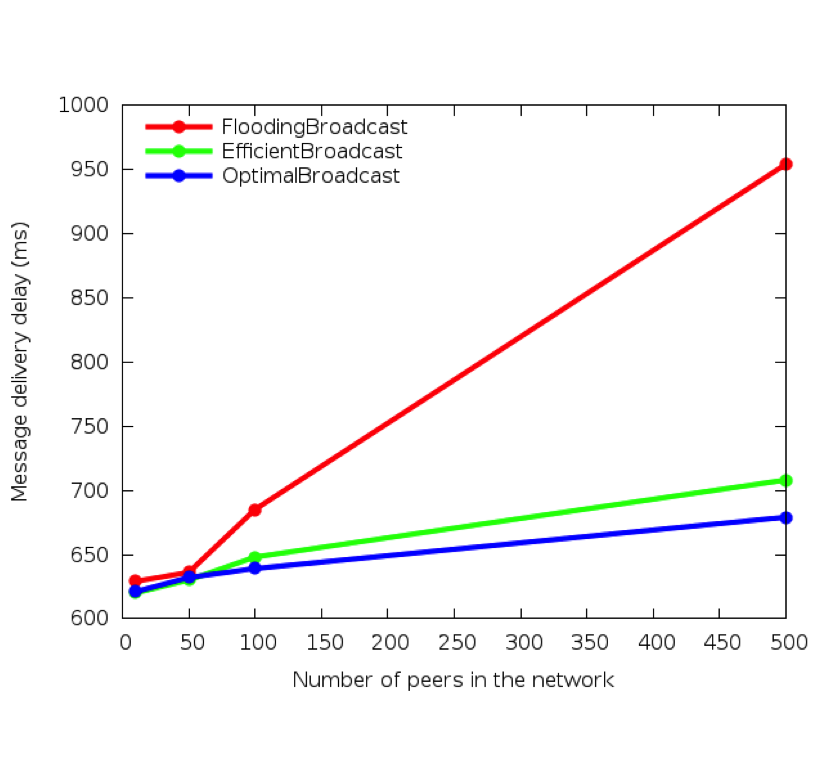 1000
950
900
850
800
750
700
650
600
FloodingBroadcast
EfficientBroadcast
OptimalBroadcast
Message delivery delay (ms)
0 50 100 150 200 250 300 350 400 450 500
Number of peers in the network